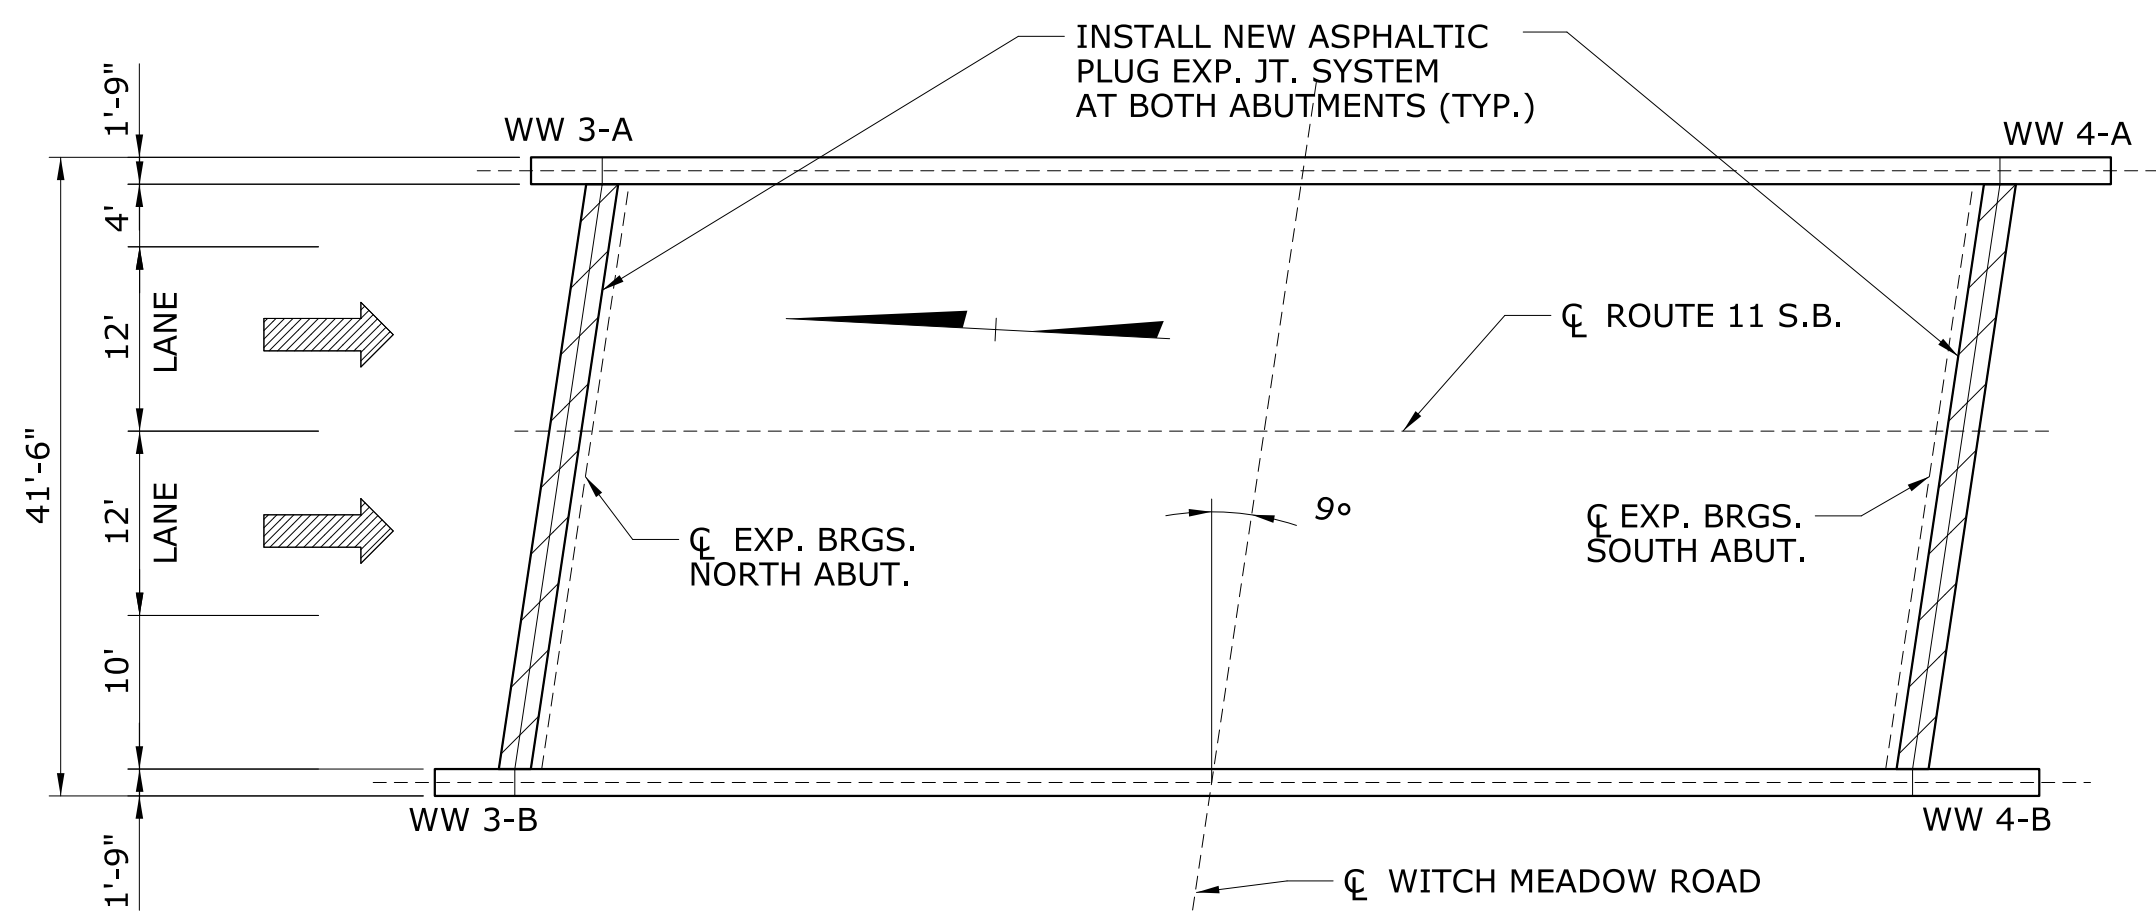 INSTALL NEW ASPHALTIC
PLUG EXP. JT. SYSTEM
AT BOTH ABUTMENTS (TYP.)
1'-9"
WW 3-A
WW 4-A
4'
12'
LANE
℄ ROUTE 11 S.B.
41'-6"
12'
LANE
9°
℄ EXP. BRGS.
NORTH ABUT.
℄ EXP. BRGS.
SOUTH ABUT.
10'
WW 3-B
WW 4-B
1'-9"
℄ WITCH MEADOW ROAD